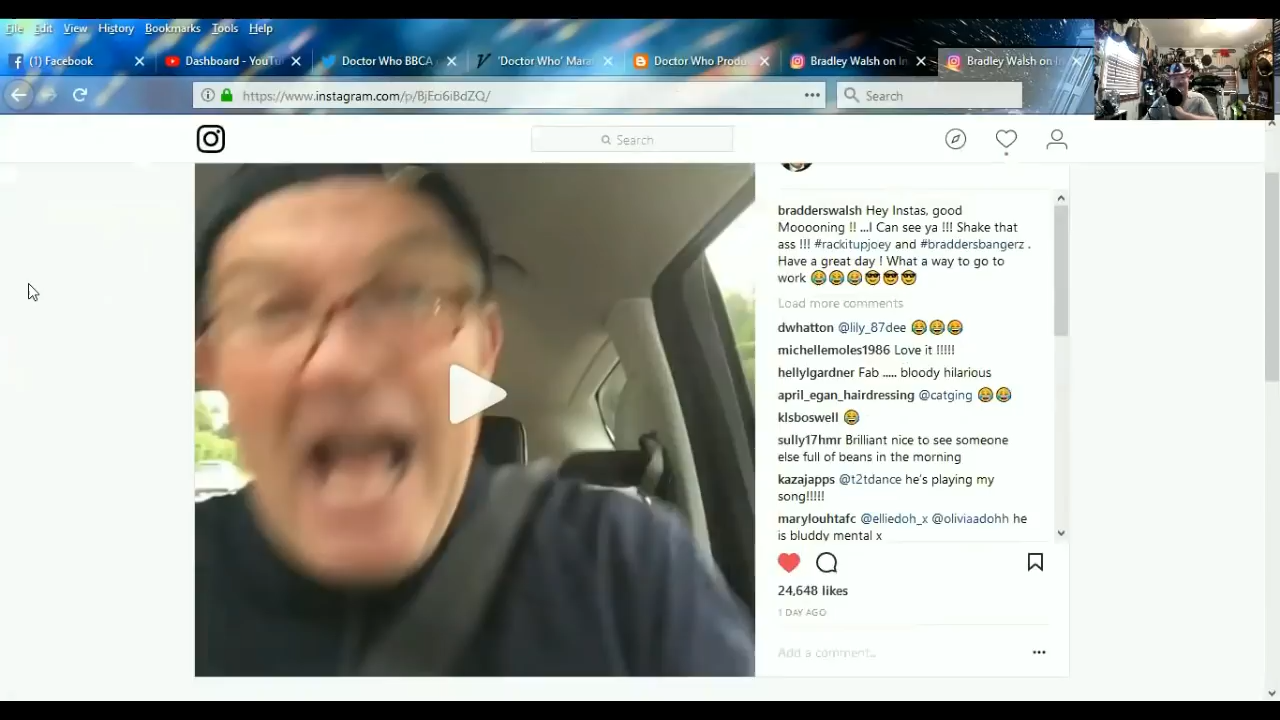 File Edit View History Bookmarks Tools Help
(1) Facebook Dashboard - YouTu Doctor Who BBCA 'Doctor Who' Mara Doctor Who Produ Bradley Walsh on In Bradley Walsh on In
https://www.instagram.com/p/BjEo6iBdZQ/ Search
Search
bradderswalsh Hey Instas, good
Mooooning !! ...I Can see ya !!! Shake that
ass !!! #rackitupjoey and #braddersbangerz .
Have a great day ! What a way to go to
work 😂😂😂😎😎😎
Load more comments
dwhatton @lily_87dee 😂😂😂
michellemoles1986 Love it !!!!!
hellylgardner Fab ..... bloody hilarious
april_egan_hairdressing @catging 😂😂
klsboswell 😂
sully17hmr Brilliant nice to see someone
else full of beans in the morning
kazajapps @t2tdance he's playing my
song!!!!!
marylouhtafc @elliedoh_x @oliviaadohh he
is bluddy mental x
24,648 likes
1 DAY AGO
Add a comment...